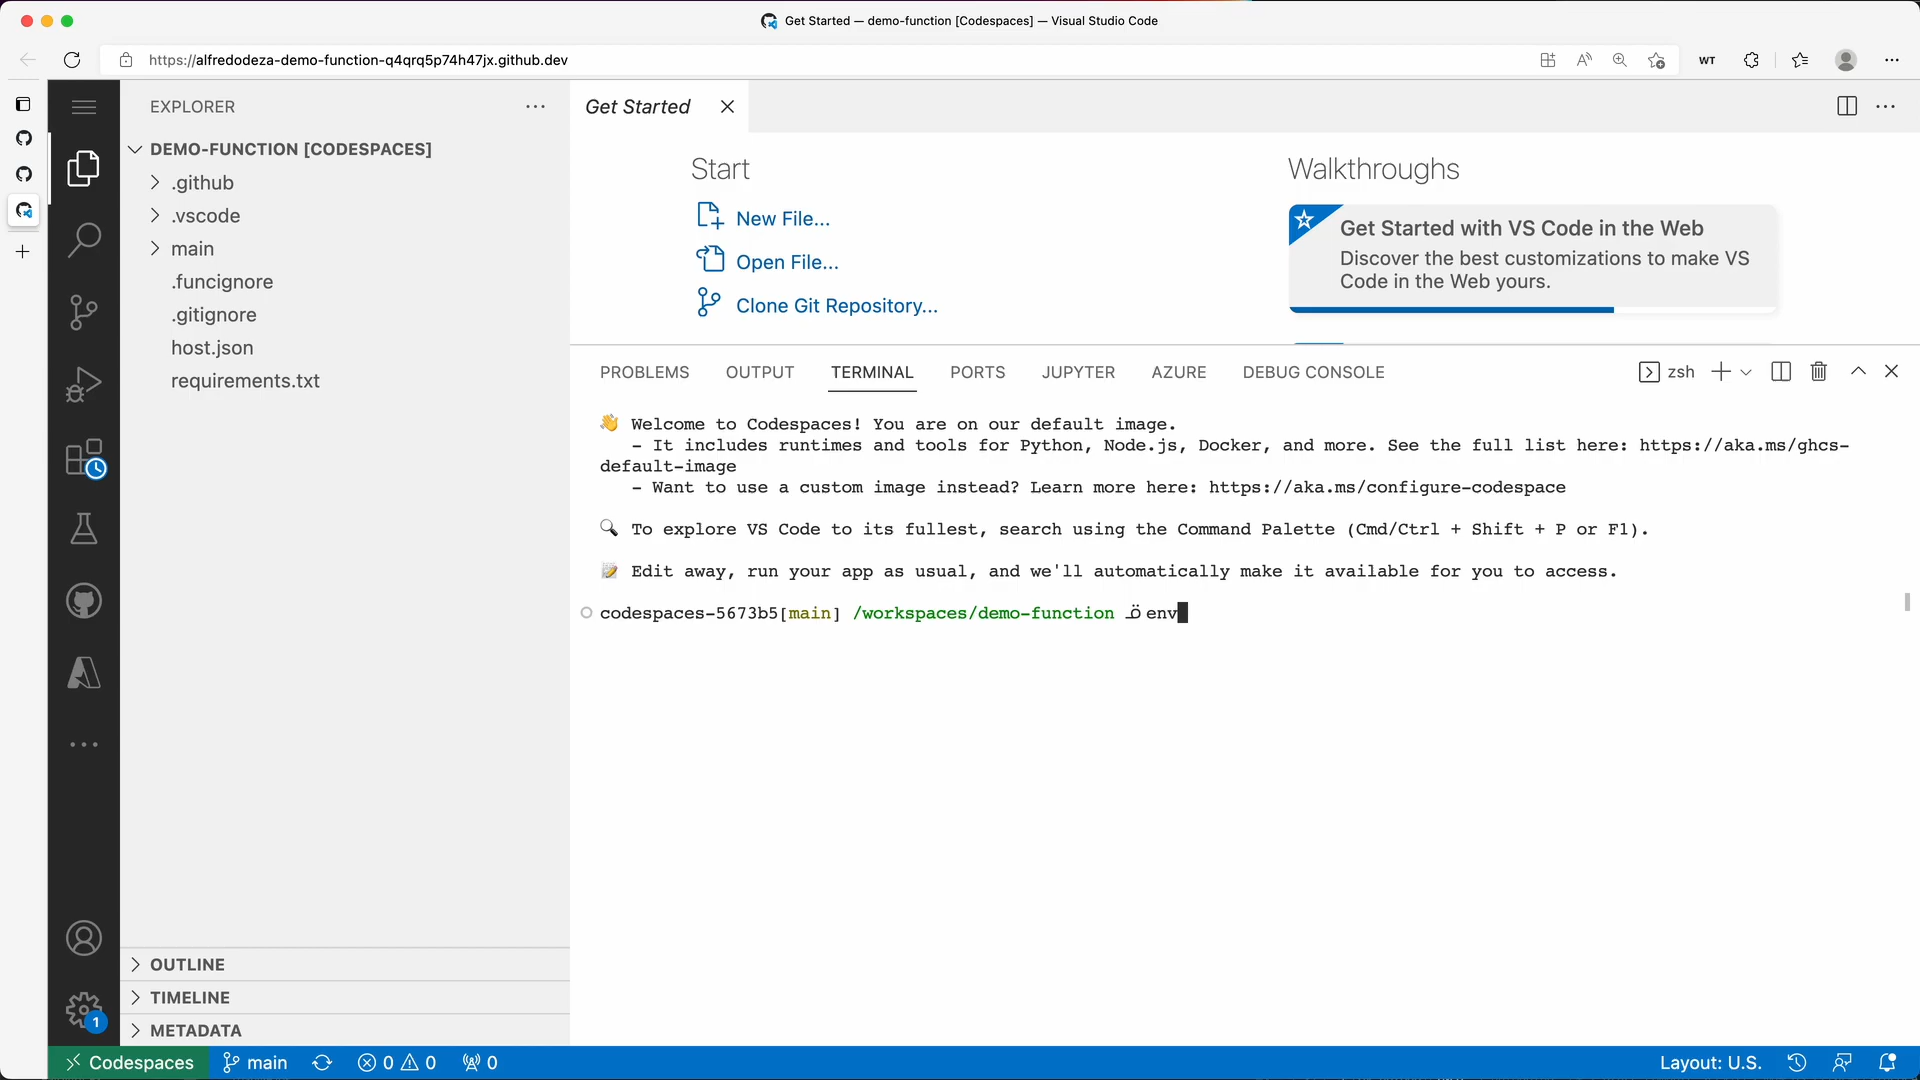 Get Started — demo-function [Codespaces] — Visual Studio Code
https://alfredodeza-demo-function-q4qrq5p74h47jx.github.dev
WT
EXPLORER
Get Started
DEMO-FUNCTION [CODESPACES]
.github
.vscode
main
.funcignore
.gitignore
host.json
requirements.txt
Start
New File...
Open File...
Clone Git Repository...
Walkthroughs
Get Started with VS Code in the Web
Discover the best customizations to make VS
Code in the Web yours.
PROBLEMS OUTPUT TERMINAL PORTS JUPYTER AZURE DEBUG CONSOLE
zsh
👋 Welcome to Codespaces! You are on our default image.
- It includes runtimes and tools for Python, Node.js, Docker, and more. See the full list here: https://aka.ms/ghcs-
default-image
- Want to use a custom image instead? Learn more here: https://aka.ms/configure-codespace
🔍 To explore VS Code to its fullest, search using the Command Palette (Cmd/Ctrl + Shift + P or F1).
📝 Edit away, run your app as usual, and we'll automatically make it available for you to access.
codespaces-5673b5[main] /workspaces/demo-function env
OUTLINE
TIMELINE
METADATA
1
Codespaces main 0 0 0
Layout: U.S.